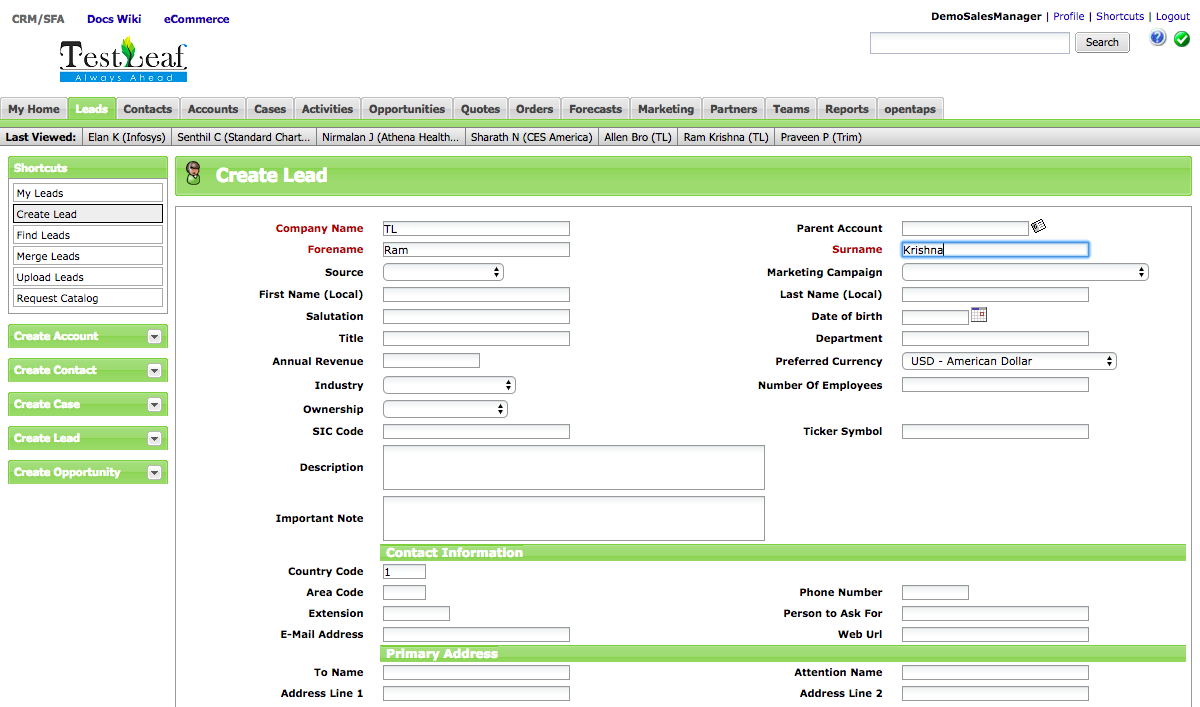 CRM/SFA Docs Wiki eCommerce
DemoSalesManager | Profile | Shortcuts | Logout
TestLeaf
Always Ahead
Search
?
My Home Leads Contacts Accounts Cases Activities Opportunities Quotes Orders Forecasts Marketing Partners Teams Reports opentaps
Last Viewed: Elan K (Infosys) Senthil C (Standard Chart... Nirmalan J (Athena Health... Sharath N (CES America) Allen Bro (TL) Ram Krishna (TL) Praveen P (Trim)
Shortcuts
My Leads
Create Lead
Find Leads
Merge Leads
Upload Leads
Request Catalog
Create Account
Create Contact
Create Case
Create Lead
Create Opportunity
Create Lead
Company Name TL Parent Account
Forename Ram Surname Krishna
Source Marketing Campaign
First Name (Local) Last Name (Local)
Salutation Date of birth
Title Department
Annual Revenue Preferred Currency USD - American Dollar
Industry Number Of Employees
Ownership
SIC Code Ticker Symbol
Description
Important Note
Contact Information
Country Code 1
Area Code Phone Number
Extension Person to Ask For
E-Mail Address Web Url
Primary Address
To Name Attention Name
Address Line 1 Address Line 2